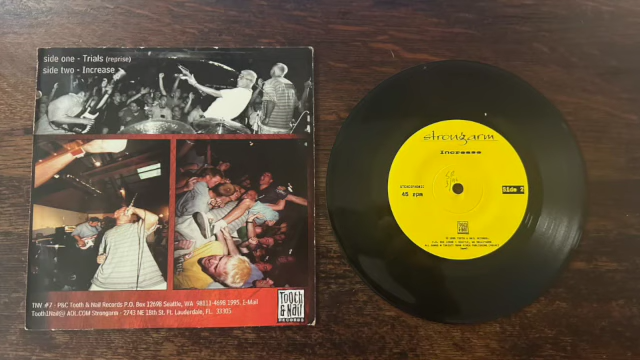 side one · Trials (reprise)
side two · Increase
TNV #7 · P&C Tooth & Nail Records P.O. Box 12698 Seattle, WA 98111-4698 1995. E-Mail
Tooth1Nail@ AOL.COM Strongarm · 2743 NE 18th St. Ft. Lauderdale, FL. 33305
Tooth
& Nail
RECORDS
strongarm
Increase
45 rpm
Side 2